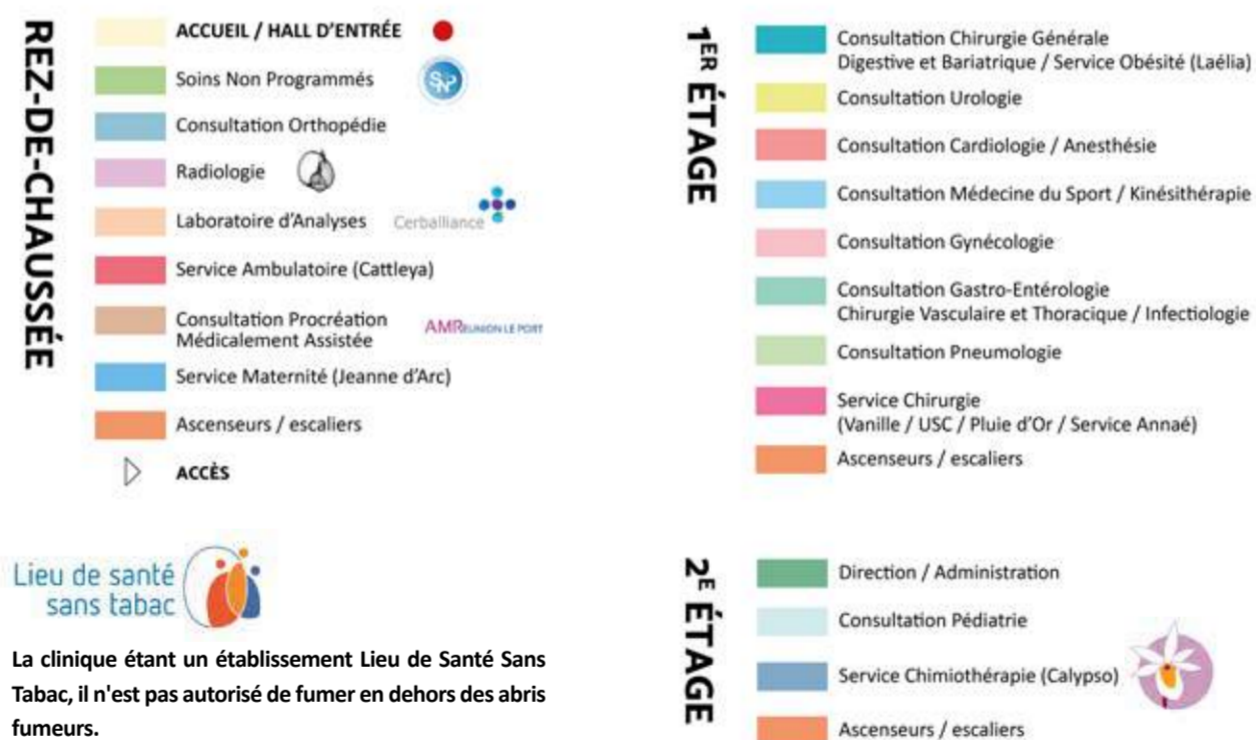 REZ-DE-CHAUSSÉE
ACCUEIL / HALL D'ENTRÉE
Soins Non Programmés
SNP
Consultation Orthopédie
Radiologie
Laboratoire d'Analyses
Cerballiance
Service Ambulatoire (Cattleya)
Consultation Procréation
Médicalement Assistée
AMREUNION LE PORT
Service Maternité (Jeanne d'Arc)
Ascenseurs / escaliers
ACCÈS
Lieu de santé
sans tabac
La clinique étant un établissement Lieu de Santé Sans
Tabac, il n'est pas autorisé de fumer en dehors des abris
fumeurs.
1ER ÉTAGE
Consultation Chirurgie Générale
Digestive et Bariatrique / Service Obésité (Laélia)
Consultation Urologie
Consultation Cardiologie / Anesthésie
Consultation Médecine du Sport / Kinésithérapie
Consultation Gynécologie
Consultation Gastro-Entérologie
Chirurgie Vasculaire et Thoracique / Infectiologie
Consultation Pneumologie
Service Chirurgie
(Vanille / USC / Pluie d'Or / Service Annaé)
Ascenseurs / escaliers
2E ÉTAGE
Direction / Administration
Consultation Pédiatrie
Service Chimiothérapie (Calypso)
Ascenseurs / escaliers